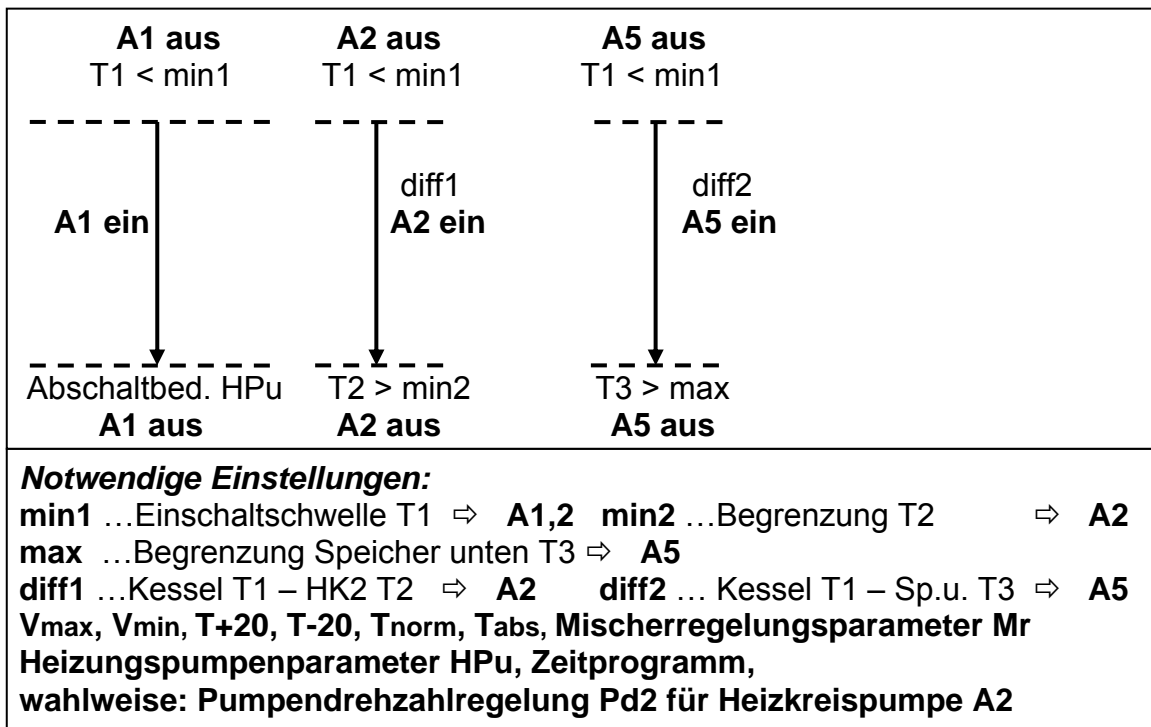 A1 aus A2 aus A5 aus
T1 < min1 T1 < min1 T1 < min1
diff1 diff2
A1 ein A2 ein A5 ein
Abschaltbed. HPu T2 > min2 T3 > max
A1 aus A2 aus A5 aus
Notwendige Einstellungen:
min1 …Einschaltschwelle T1 ⇨ A1,2 min2 …Begrenzung T2 ⇨ A2
max …Begrenzung Speicher unten T3 ⇨ A5
diff1 …Kessel T1 – HK2 T2 ⇨ A2 diff2 … Kessel T1 – Sp.u. T3 ⇨ A5
Vmax, Vmin, T+20, T-20, Tnorm, Tabs, Mischerregelungsparameter Mr
Heizungspumpenparameter HPu, Zeitprogramm,
wahlweise: Pumpendrehzahlregelung Pd2 für Heizkreispumpe A2